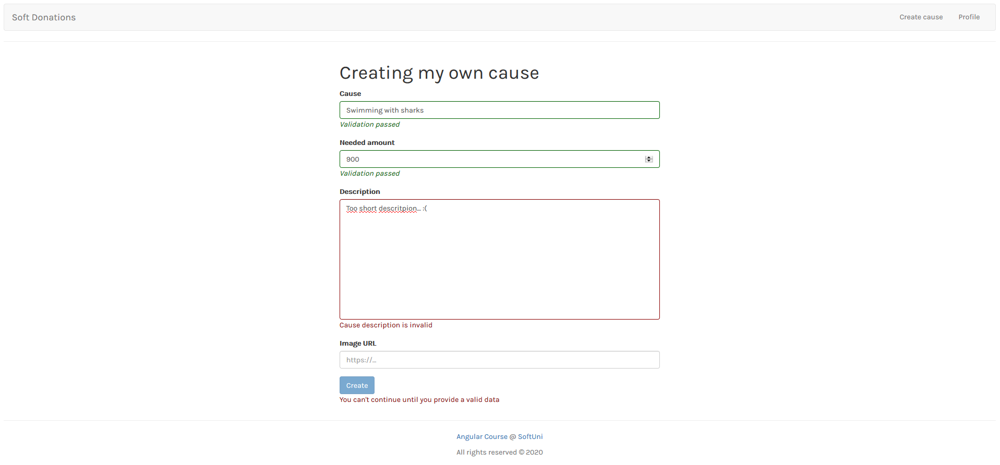 Soft Donations
Create cause
Profile
Creating my own cause
Cause
Swimming with sharks
Validation passed
Needed amount
900
Validation passed
Description
Too short descritpion... :(
Cause description is invalid
Image URL
https://...
Create
You can't continue until you provide a valid data
Angular Course @ SoftUni
All rights reserved © 2020